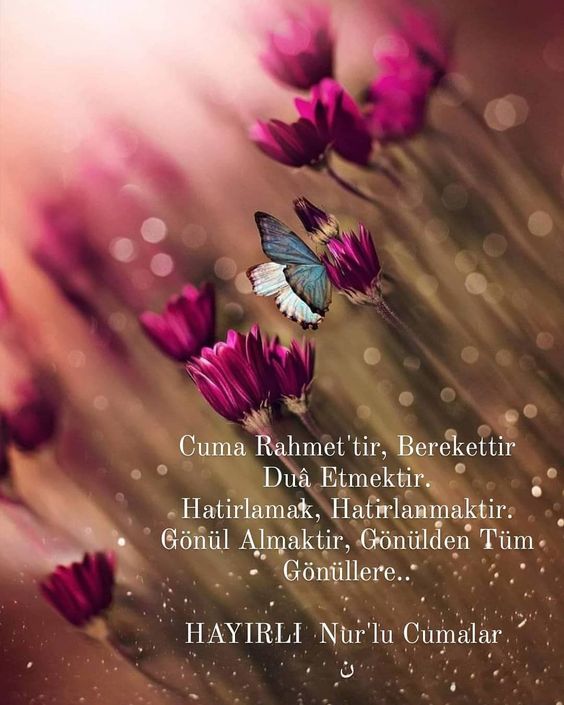 Cuma Rahmet'tir, Berekettir
Duâ Etmektir.
Hatirlamak, Hatirlanmaktir.
Gönül Almaktir, Gönülden Tüm
Gönüllere..
HAYIRLI Nur'lu Cumalar
ن